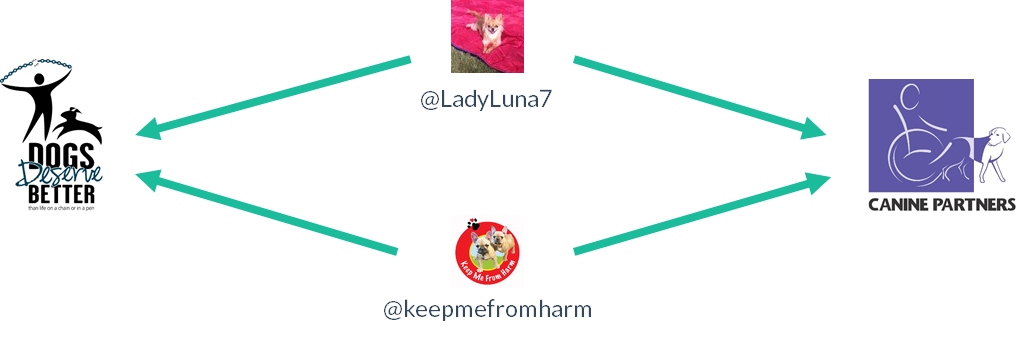 @LadyLuna7
DOGS
Deserve
BETTER
than life on a chain or in a pen
CANINE PARTNERS
Keep Me From Harm
@keepmefromharm